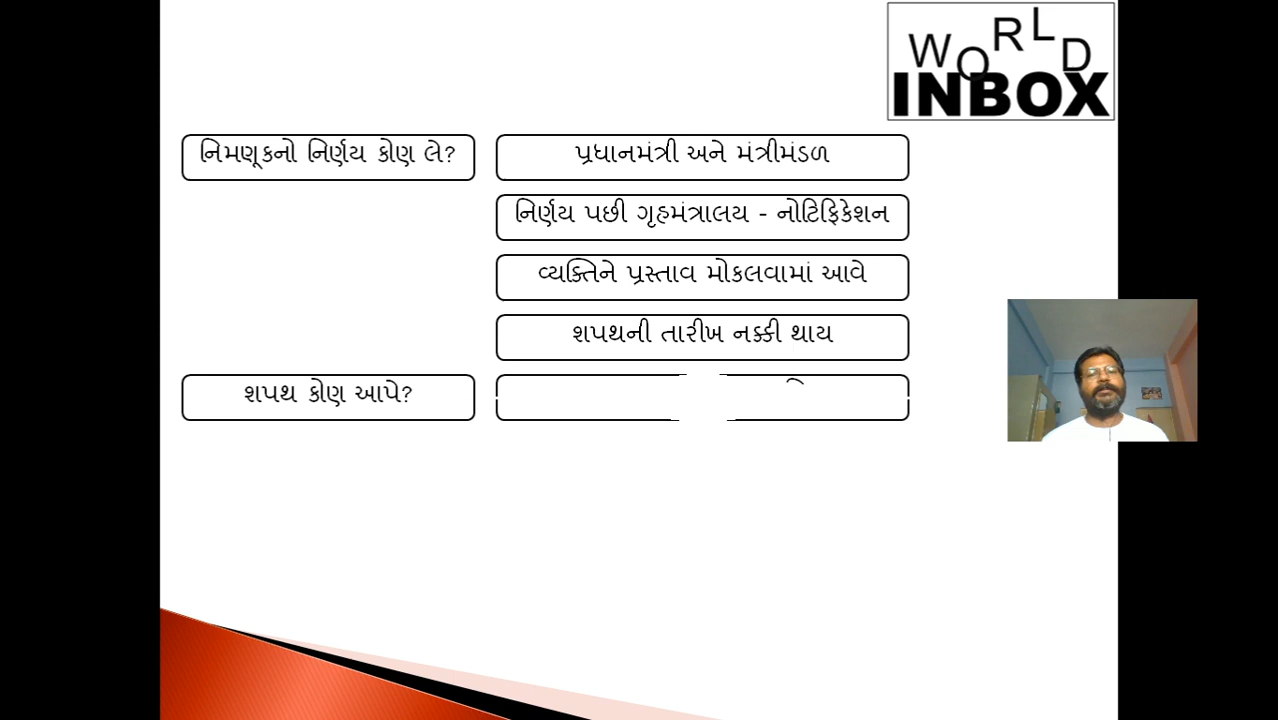 WORLD
INBOX
નિમણૂકનો નિર્ણય કોણ લે?
પ્રધાનમંત્રી અને મંત્રીમંડળ
નિર્ણય પછી ગૃહમંત્રાલય - નોટિફિકેશન
વ્યક્તિને પ્રસ્તાવ મોકલવામાં આવે
શપથની તારીખ નક્કી થાય
શપથ કોણ આપે?